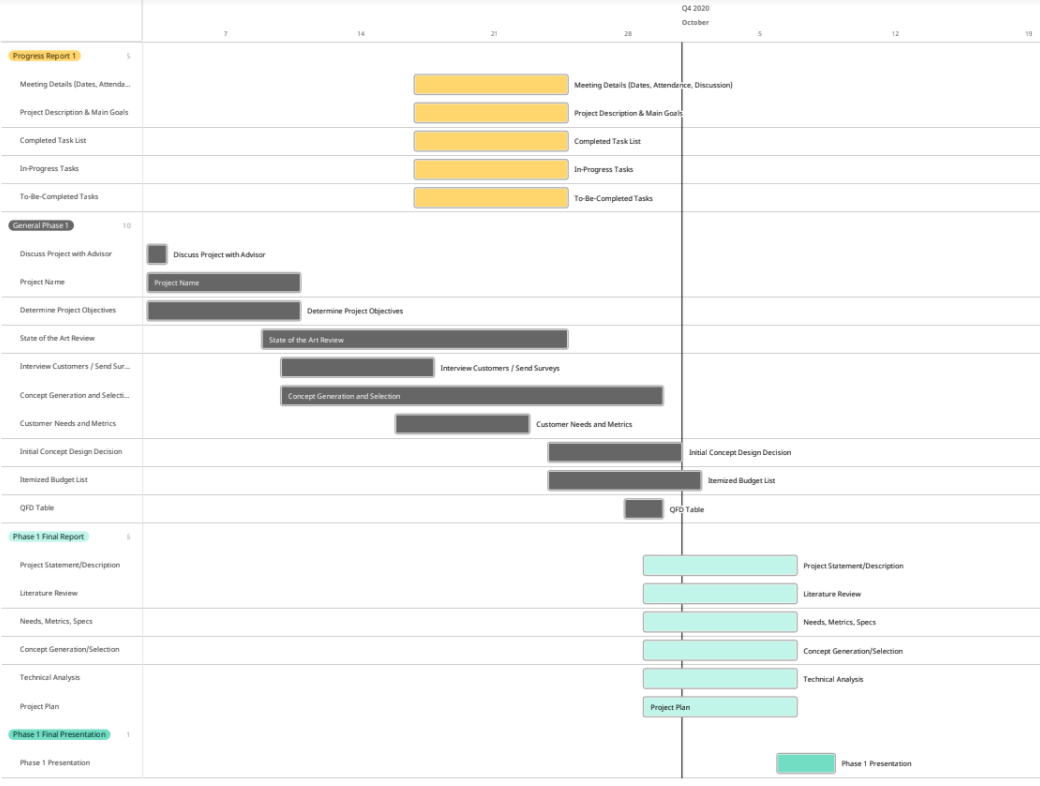 Q4 2020
October
7 14 21 28 5 12 19
Progress Report 1 5
Meeting Details (Dates, Attenda... Meeting Details (Dates, Attendance, Discussion)
Project Description & Main Goals Project Description & Main Goals
Completed Task List Completed Task List
In-Progress Tasks In-Progress Tasks
To-Be-Completed Tasks To-Be-Completed Tasks
General Phase 1 10
Discuss Project with Advisor Discuss Project with Advisor
Project Name Project Name
Determine Project Objectives Determine Project Objectives
State of the Art Review State of the Art Review
Interview Customers / Send Sur... Interview Customers / Send Surveys
Concept Generation and Selecti... Concept Generation and Selection
Customer Needs and Metrics Customer Needs and Metrics
Initial Concept Design Decision Initial Concept Design Decision
Itemized Budget List Itemized Budget List
QFD Table QFD Table
Phase 1 Final Report 5
Project Statement/Description Project Statement/Description
Literature Review Literature Review
Needs, Metrics, Specs Needs, Metrics, Specs
Concept Generation/Selection Concept Generation/Selection
Technical Analysis Technical Analysis
Project Plan Project Plan
Phase 1 Final Presentation 1
Phase 1 Presentation Phase 1 Presentation